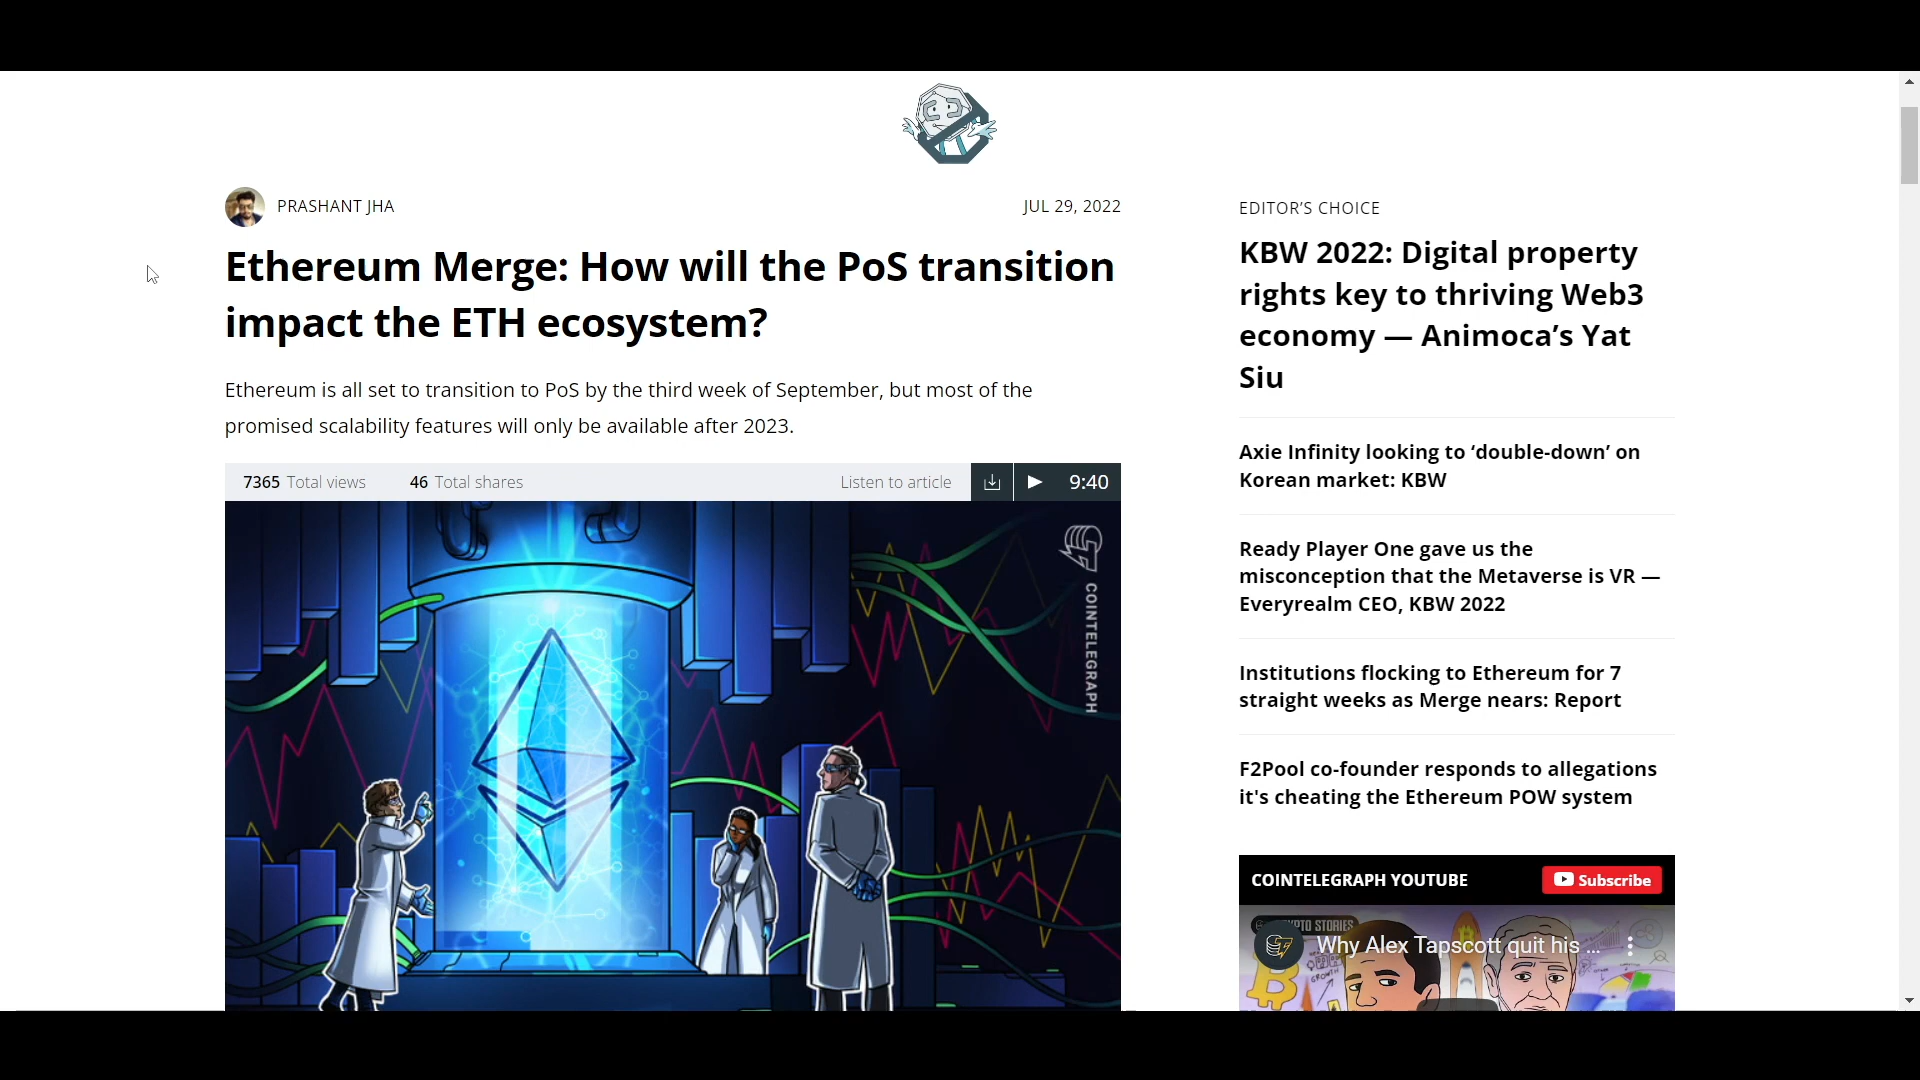 PRASHANT JHA
JUL 29, 2022
Ethereum Merge: How will the PoS transition
impact the ETH ecosystem?
Ethereum is all set to transition to PoS by the third week of September, but most of the
promised scalability features will only be available after 2023.
7365 Total views
46 Total shares
Listen to article
9:40
COINTELEGRAPH
EDITOR’S CHOICE
KBW 2022: Digital property
rights key to thriving Web3
economy — Animoca’s Yat
Siu
Axie Infinity looking to ‘double-down’ on
Korean market: KBW
Ready Player One gave us the
misconception that the Metaverse is VR —
Everyrealm CEO, KBW 2022
Institutions flocking to Ethereum for 7
straight weeks as Merge nears: Report
F2Pool co-founder responds to allegations
it's cheating the Ethereum POW system
COINTELEGRAPH YOUTUBE
Subscribe
STORIES
Why Alex Tapscott quit his ...
GROWTH